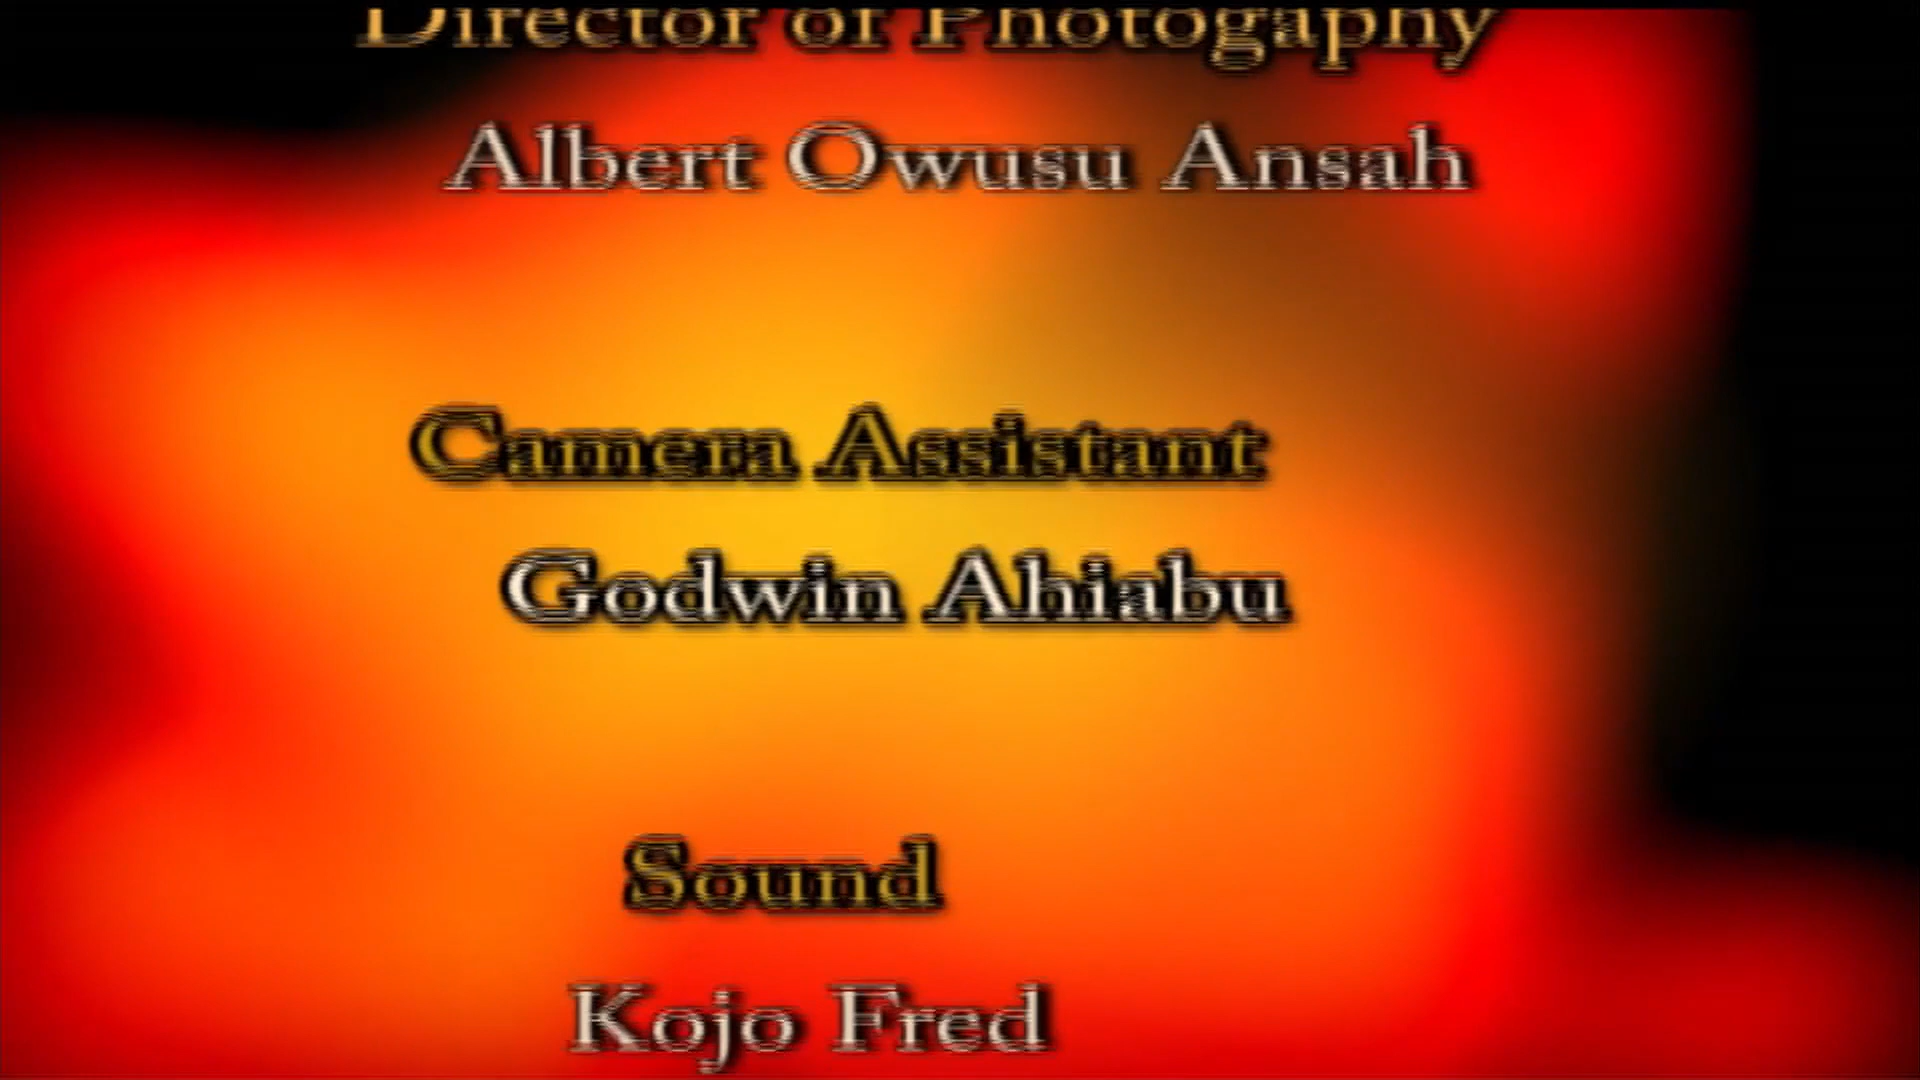 Director of Photogaphy
Albert Owusu Ansah
Camera Assistant
Godwin Ahiabu
Sound
Kojo Fred